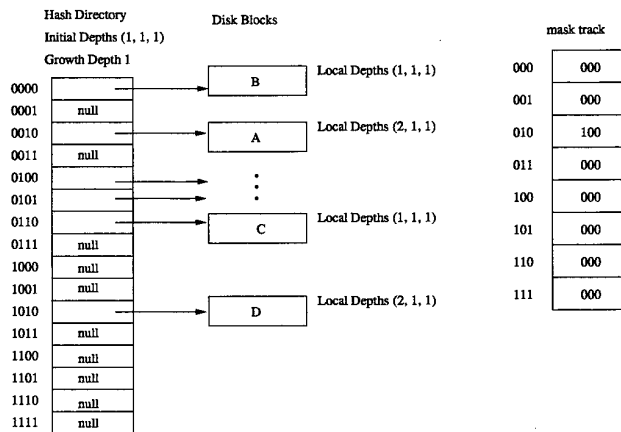 Hash Directory
Initial Depths (1, 1, 1)
Growth Depth 1
Disk Blocks
mask track
0000
B
Local Depths (1, 1, 1)
0001 null
0010
A
Local Depths (2, 1, 1)
0011 null
0100
0101
0110
C
Local Depths (1, 1, 1)
0111 null
1000 null
1001 null
1010
D
Local Depths (2, 1, 1)
1011 null
1100 null
1101 null
1110 null
1111 null
000 000
001 000
010 100
011 000
100 000
101 000
110 000
111 000